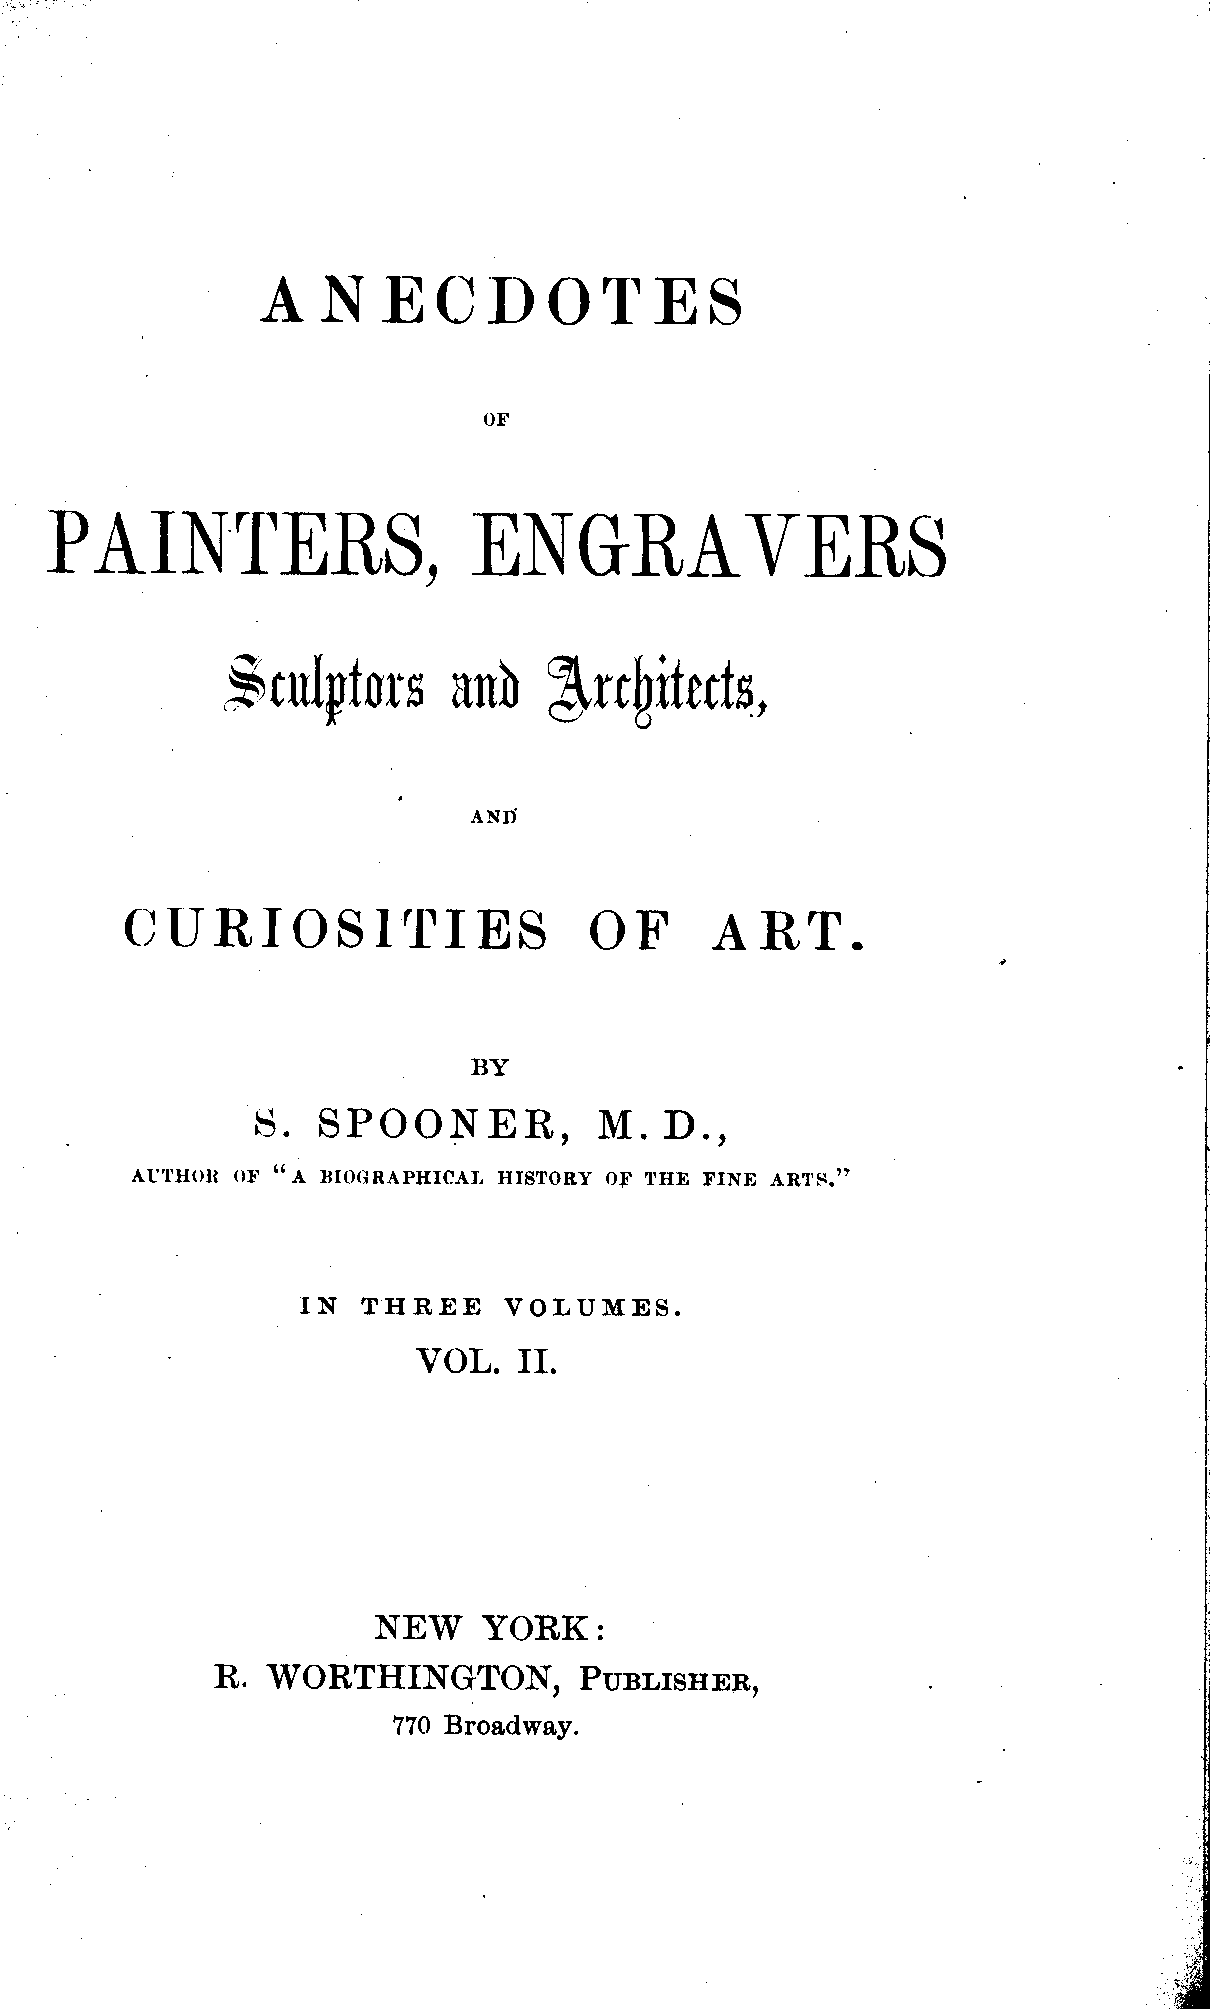 ANECDOTES
OF
PAINTERS, ENGRAVERS
Sculptors and Architects,
AND
CURIOSITIES OF ART.
BY
S. SPOONER, M. D.,
AUTHOR OF "A BIOGRAPHICAL HISTORY OF THE FINE ARTS."
IN THREE VOLUMES.
VOL. II.
NEW YORK:
R. WORTHINGTON, PUBLISHER,
770 Broadway.